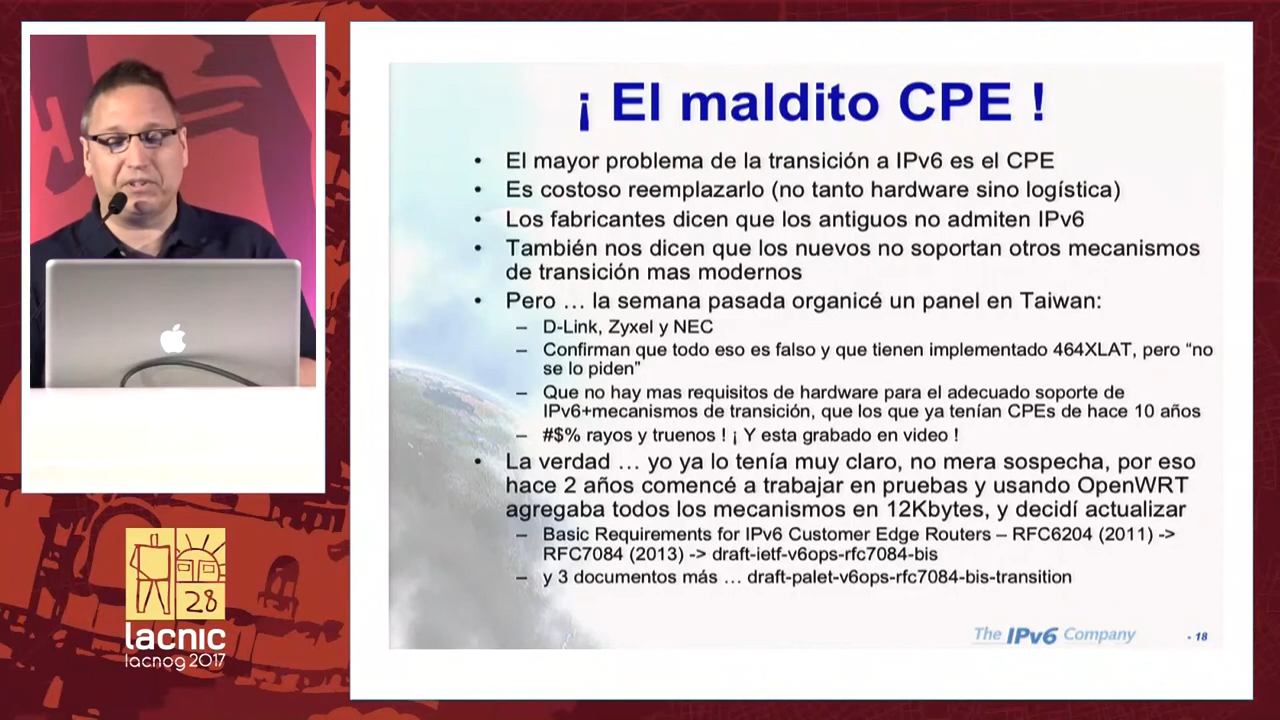 ¡ El maldito CPE !
• El mayor problema de la transición a IPv6 es el CPE
• Es costoso reemplazarlo (no tanto hardware sino logística)
• Los fabricantes dicen que los antiguos no admiten IPv6
• También nos dicen que los nuevos no soportan otros mecanismos
de transición mas modernos
• Pero … la semana pasada organicé un panel en Taiwan:
– D-Link, Zyxel y NEC
– Confirman que todo eso es falso y que tienen implementado 464XLAT, pero “no
se lo piden”
– Que no hay mas requisitos de hardware para el adecuado soporte de
IPv6+mecanismos de transición, que los que ya tenían CPEs de hace 10 años
– #$% rayos y truenos ! ¡ Y esta grabado en video !
• La verdad … yo ya lo tenía muy claro, no mera sospecha, por eso
hace 2 años comencé a trabajar en pruebas y usando OpenWRT
agregaba todos los mecanismos en 12Kbytes, y decidí actualizar
– Basic Requirements for IPv6 Customer Edge Routers – RFC6204 (2011) ->
RFC7084 (2013) -> draft-ietf-v6ops-rfc7084-bis
– y 3 documentos más … draft-palet-v6ops-rfc7084-bis-transition
The IPv6 Company
- 18
28
lacnic
lacnog 2017